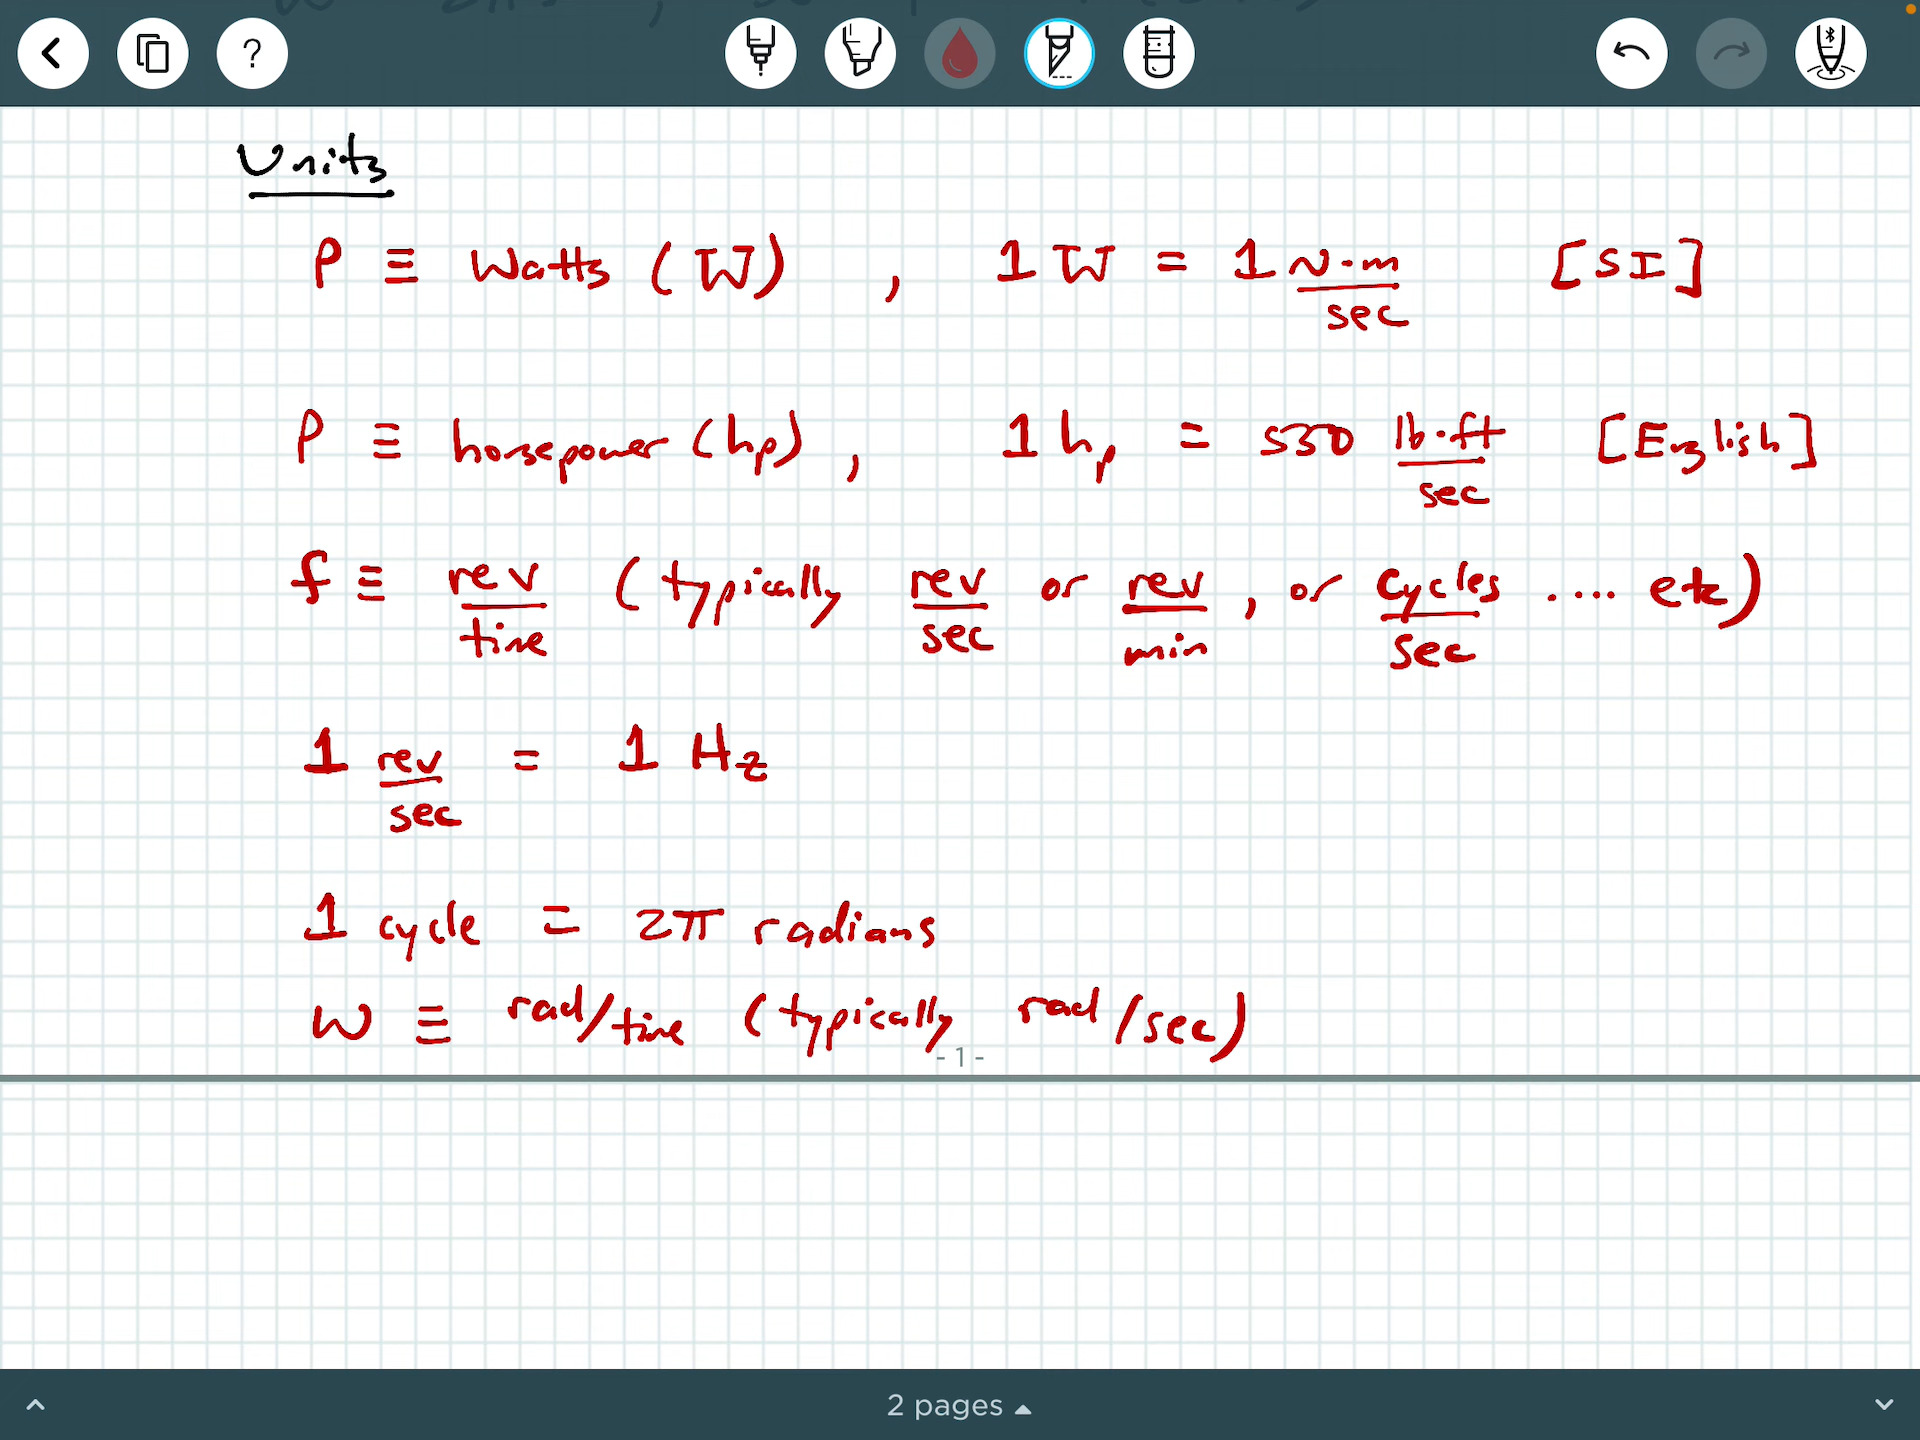 ?
Units
P ≡ Watts (W) , 1 W = 1 N·m/sec [SI]
P ≡ horsepower (hp) , 1 hp = 550 lb·ft/sec [English]
f ≡ rev/time (typically rev/sec or rev/min , or cycles/sec .... etc)
1 rev/sec = 1 Hz
1 cycle = 2π radians
ω ≡ rad/time (typically rad/sec)
- 1 -
2 pages